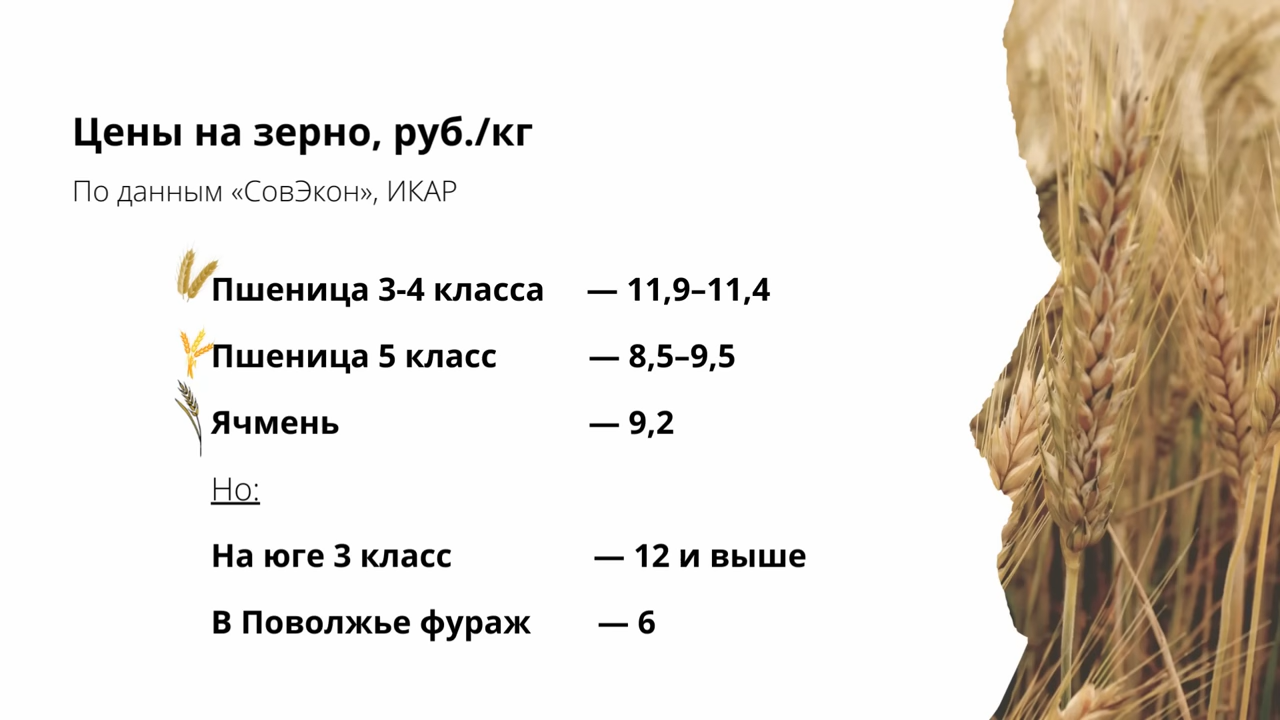 Цены на зерно, руб./кг
По данным «СовЭкон», ИКАР
Пшеница 3-4 класса — 11,9–11,4
Пшеница 5 класс — 8,5–9,5
Ячмень — 9,2
Но:
На юге 3 класс — 12 и выше
В Поволжье фураж — 6